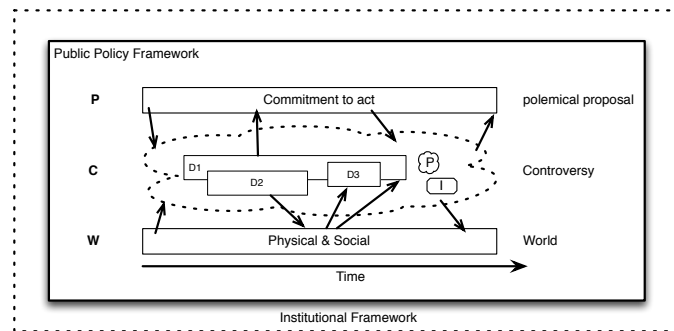 Public Policy Framework
P Commitment to act polemical proposal
D1 P
C D2 D3 I Controversy
W Physical & Social World
Time
Institutional Framework